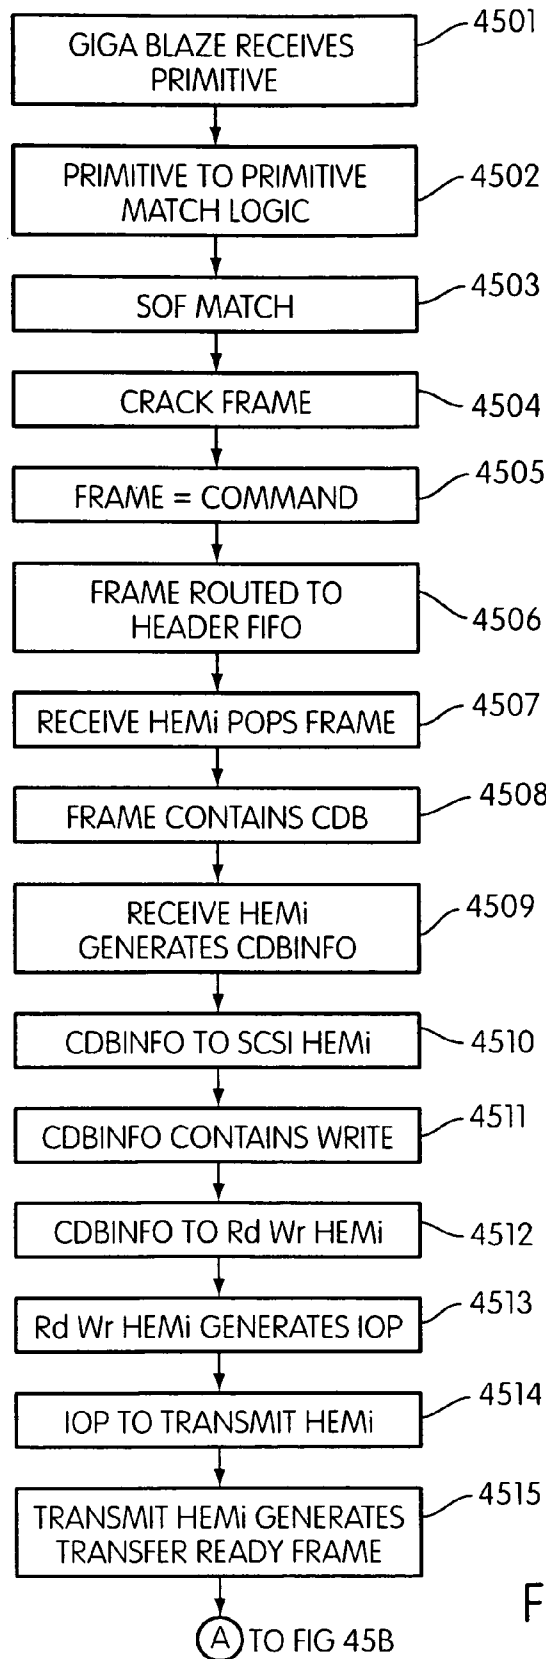 GIGA BLAZE RECEIVES
PRIMITIVE
4501
PRIMITIVE TO PRIMITIVE
MATCH LOGIC
4502
SOF MATCH
4503
CRACK FRAME
4504
FRAME = COMMAND
4505
FRAME ROUTED TO
HEADER FIFO
4506
RECEIVE HEMi POPS FRAME
4507
FRAME CONTAINS CDB
4508
RECEIVE HEMi
GENERATES CDBINFO
4509
CDBINFO TO SCSI HEMi
4510
CDBINFO CONTAINS WRITE
4511
CDBINFO TO Rd Wr HEMi
4512
Rd Wr HEMi GENERATES IOP
4513
IOP TO TRANSMIT HEMi
4514
TRANSMIT HEMi GENERATES
TRANSFER READY FRAME
4515
A TO FIG 45B
F